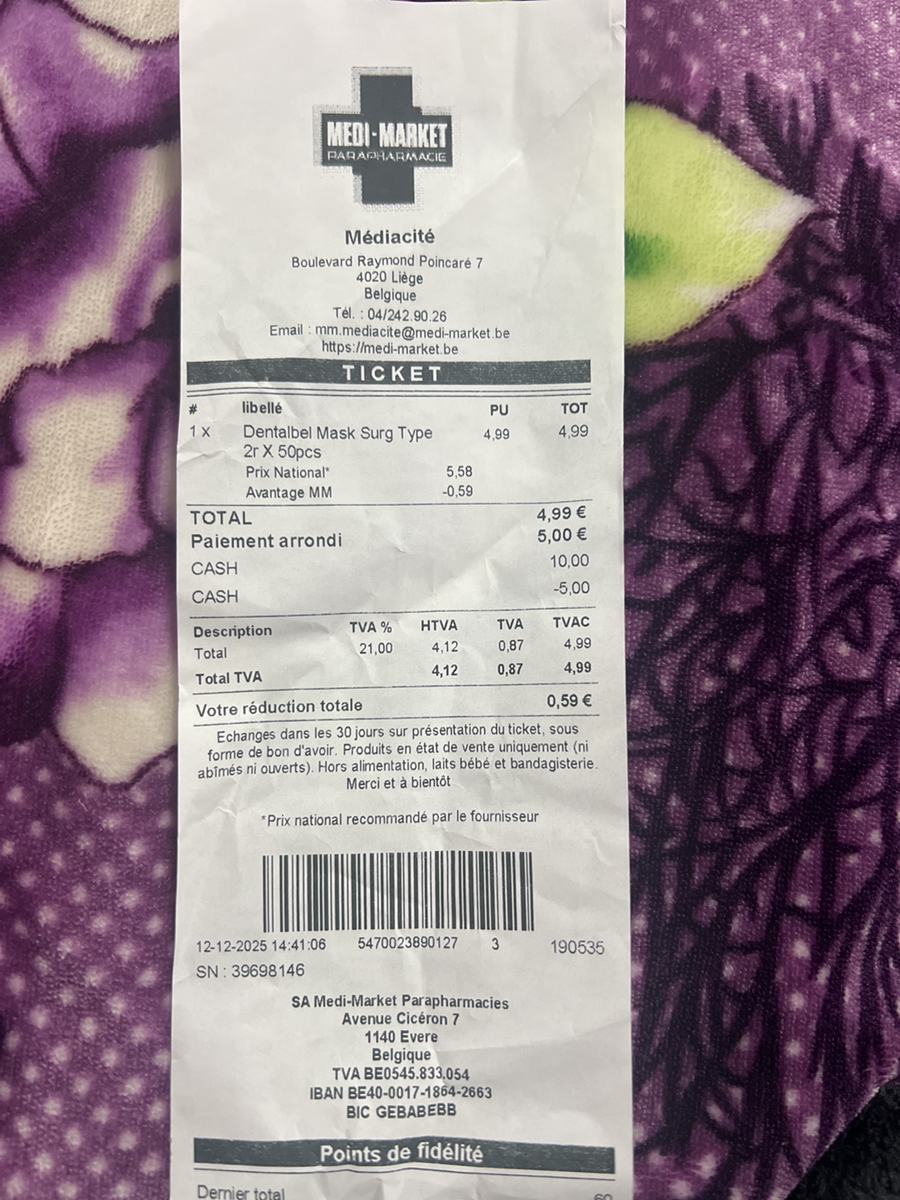 MEDI-MARKET
PARAPHARMACIE
Médiacité
Boulevard Raymond Poincaré 7
4020 Liège
Belgique
Tél. : 04/242.90.26
Email : mm.mediacite@medi-market.be
https://medi-market.be
TICKET
# libellé PU TOT
1 x Dentalbel Mask Surg Type 4,99 4,99
2r X 50pcs
Prix National* 5,58
Avantage MM -0,59
TOTAL 4,99 €
Paiement arrondi 5,00 €
CASH 10,00
CASH -5,00
Description TVA % HTVA TVA TVAC
Total 21,00 4,12 0,87 4,99
Total TVA 4,12 0,87 4,99
Votre réduction totale 0,59 €
Echanges dans les 30 jours sur présentation du ticket, sous
forme de bon d'avoir. Produits en état de vente uniquement (ni
abîmés ni ouverts). Hors alimentation, laits bébé et bandagisterie.
Merci et à bientôt
*Prix national recommandé par le fournisseur
12-12-2025 14:41:06 5470023890127 3 190535
SN : 39698146
SA Medi-Market Parapharmacies
Avenue Cicéron 7
1140 Evere
Belgique
TVA BE0545.833.054
IBAN BE40-0017-1864-2663
BIC GEBABEBB
Points de fidélité
Dernier total